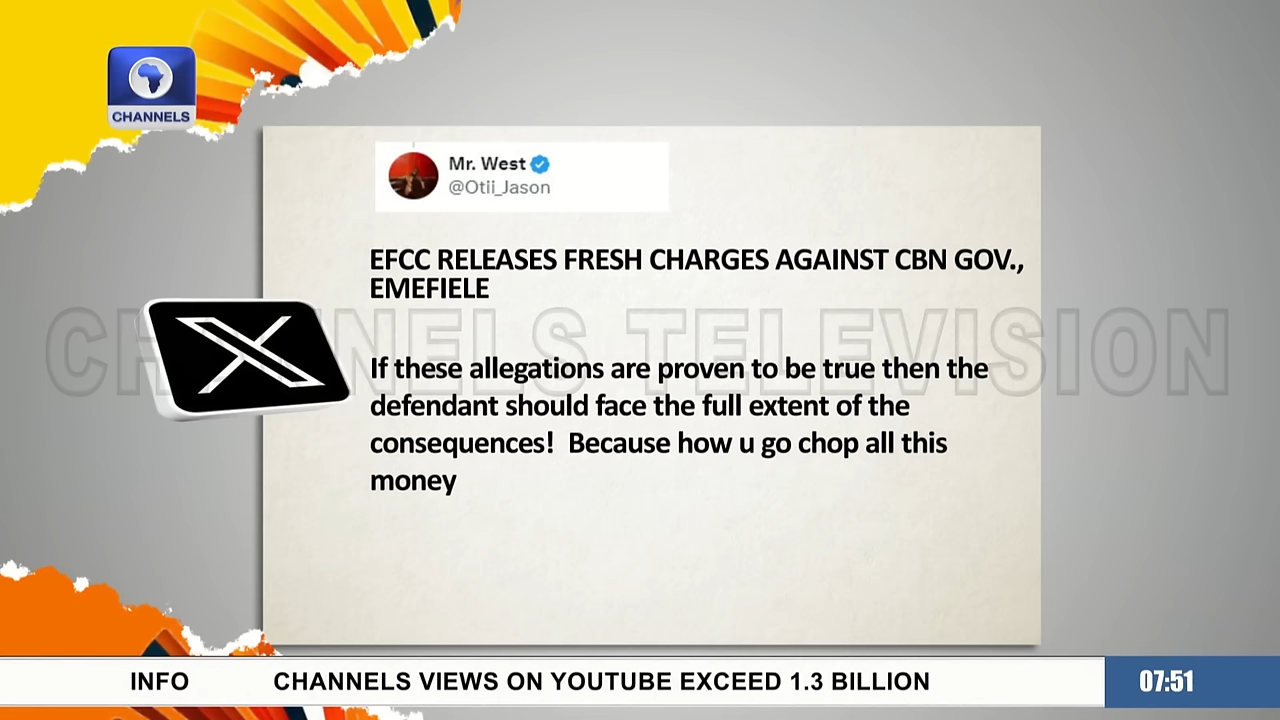 CHANNELS
Mr. West
@Otii_Jason
EFCC RELEASES FRESH CHARGES AGAINST CBN GOV.,
EMEFIELE
CHANNELS TELEVISION
If these allegations are proven to be true then the
defendant should face the full extent of the
consequences!  Because how u go chop all this
money
INFO
CHANNELS VIEWS ON YOUTUBE EXCEED 1.3 BILLION
07:51